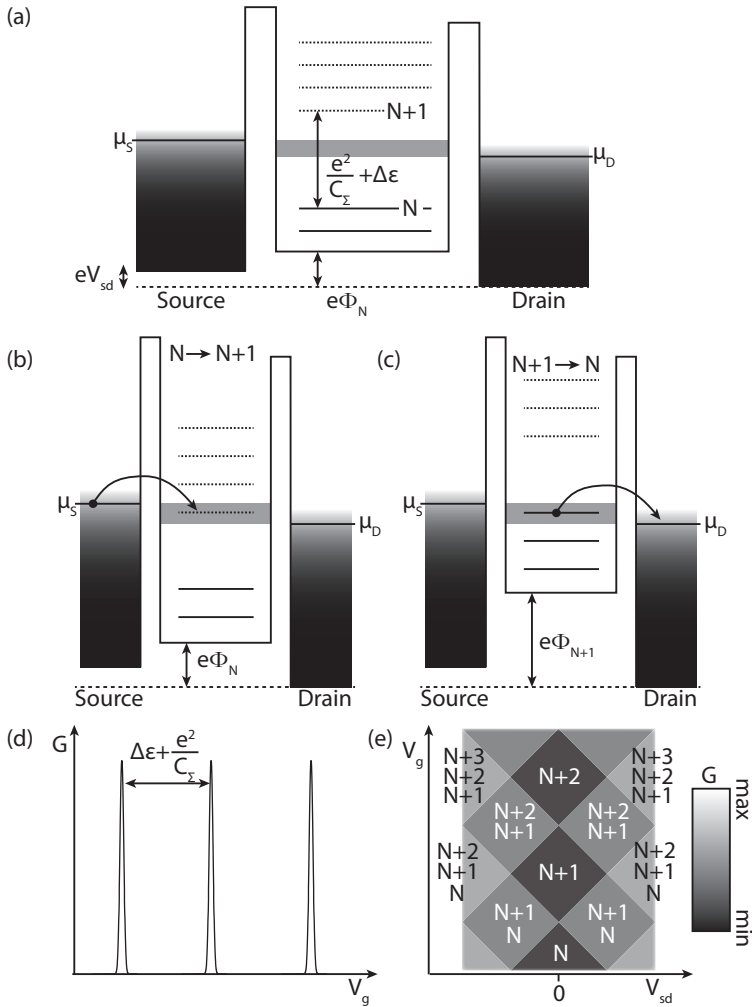 (a)
N+1
μS
μD
e²/CΣ +Δε
N
eVsd
Source
eΦN
Drain
(b)
N→N+1
μS
μD
eΦN
Source
Drain
(c)
N+1→N
μS
μD
eΦN+1
Source
Drain
(d)
G
Δε+e²/CΣ
Vg
(e)
Vg
N+3
N+2
N+1
N+2
N+3
N+2
N+1
N+2
N+1
N+2
N+1
N+2
N+1
N
N+1
N+2
N+1
N
N+1
N
N+1
N
N
0
Vsd
G
max
min